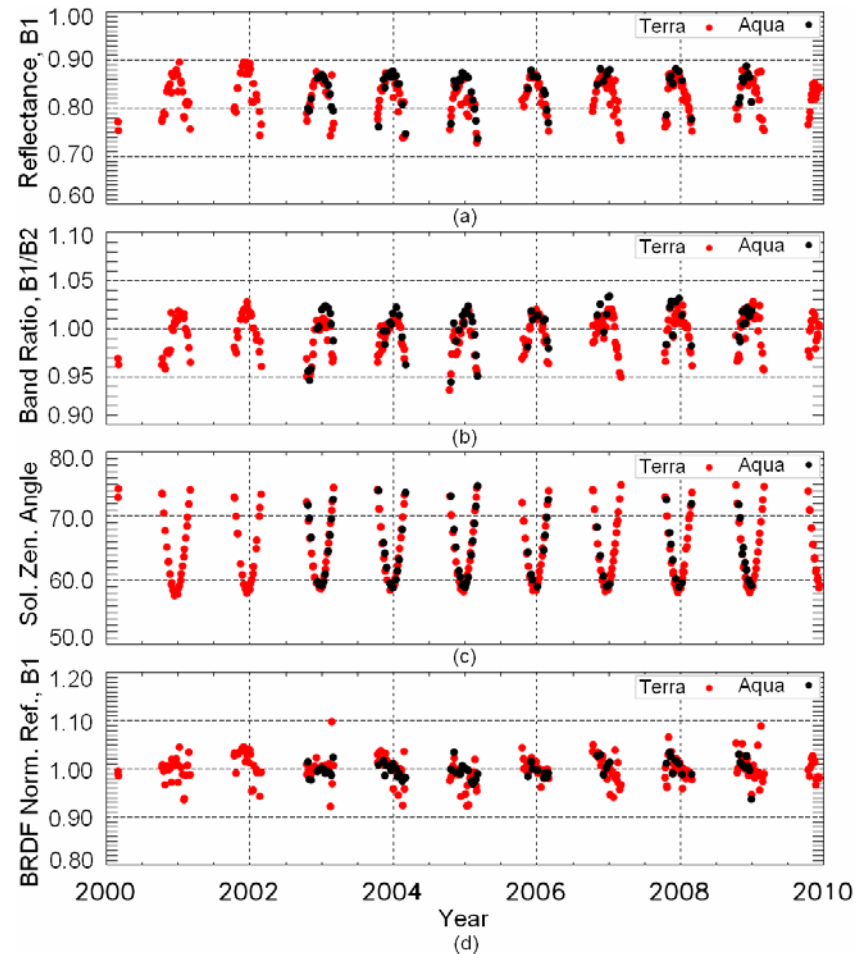 Reflectance, B1
1.00
0.90
0.80
0.70
0.60
Terra
Aqua
(a)
Band Ratio, B1/B2
1.10
1.05
1.00
0.95
0.90
Terra
Aqua
(b)
Sol. Zen. Angle
80.0
70.0
60.0
50.0
Terra
Aqua
(c)
BRDF Norm. Ref., B1
1.20
1.10
1.00
0.90
0.80
Terra
Aqua
2000 2002 2004 2006 2008 2010
Year
(d)